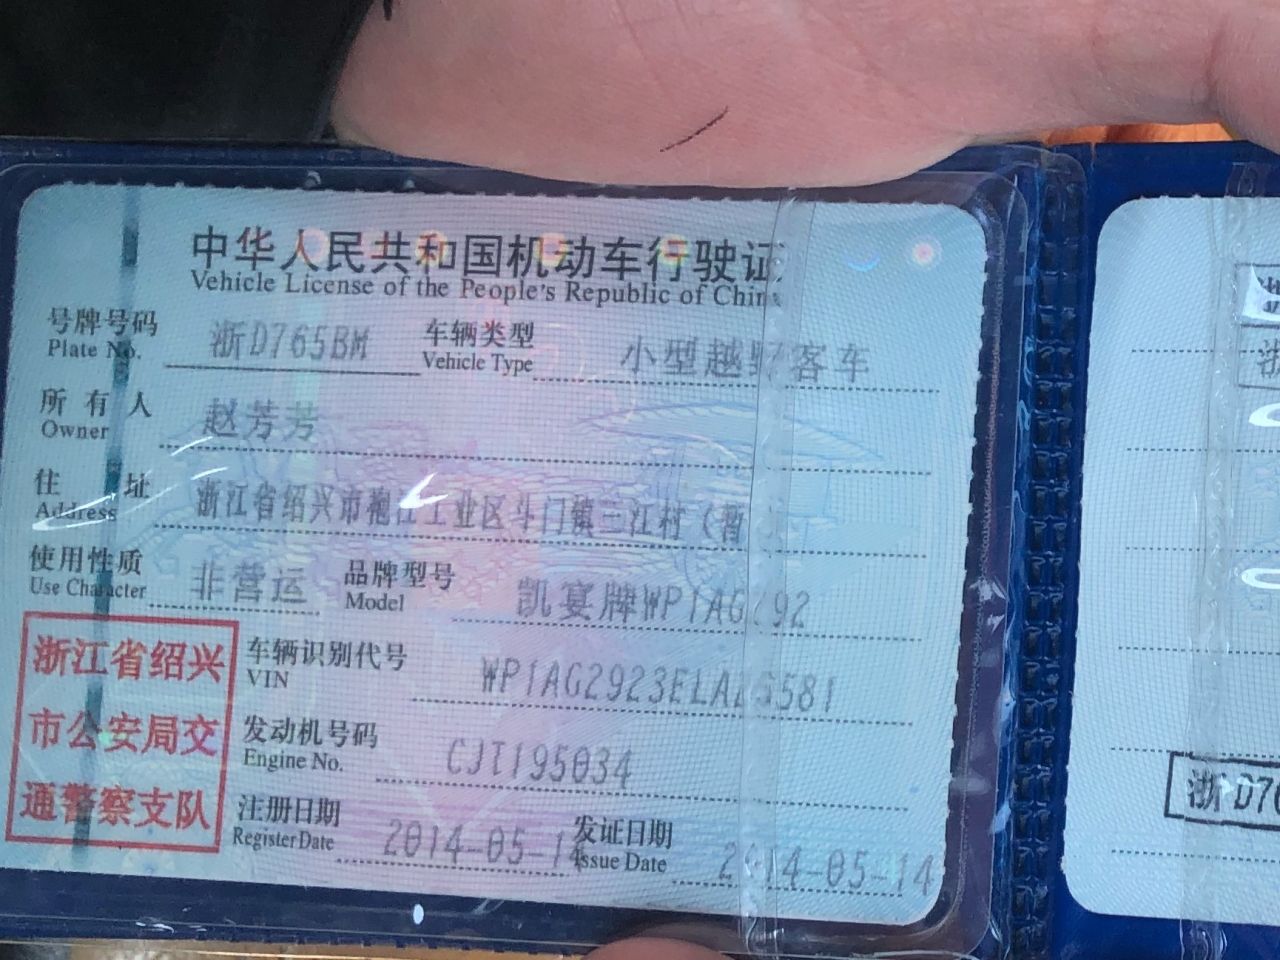 中华人民共和国机动车行驶证
Vehicle License of the People's Republic of China
号牌号码 浙D765BM 车辆类型 小型越野客车
Plate No. Vehicle Type
所有人 赵芳芳
Owner
住址 浙江省绍兴市袍江工业区斗门镇三江村（暂
Address
使用性质 非营运 品牌型号 凯宴牌WP1AG292
Use Character Model
浙江省绍兴
市公安局交
通警察支队
车辆识别代号
VIN
发动机号码 CJT195034
Engine No.
注册日期 2014-05-14 发证日期 2014-05-14
Register Date Issue Date
浙D76